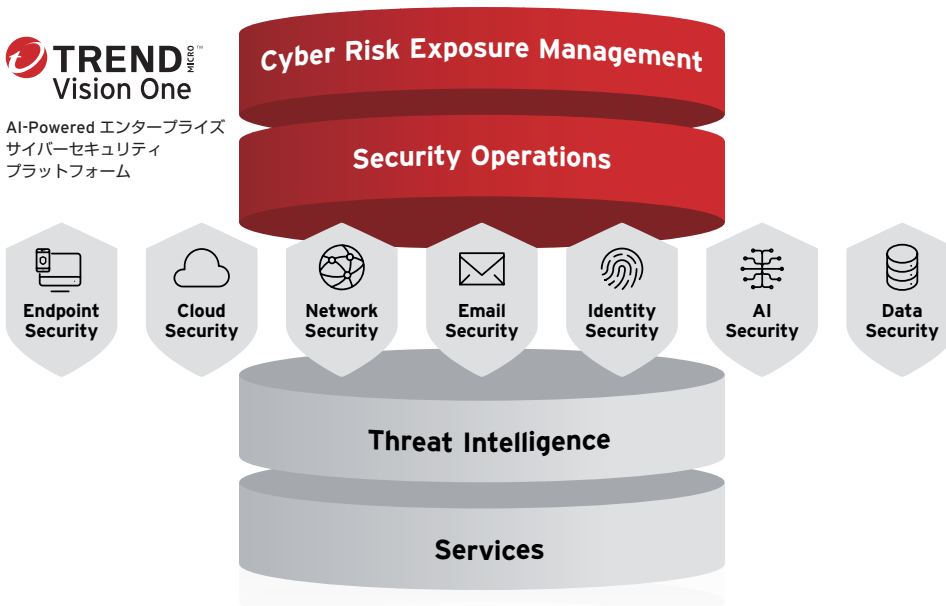 TREND MICRO™
Vision One
AI-Powered エンタープライズ
サイバーセキュリティ
プラットフォーム
Cyber Risk Exposure Management
Security Operations
Endpoint
Security
Cloud
Security
Network
Security
Email
Security
Identity
Security
AI
Security
Data
Security
Threat Intelligence
Services